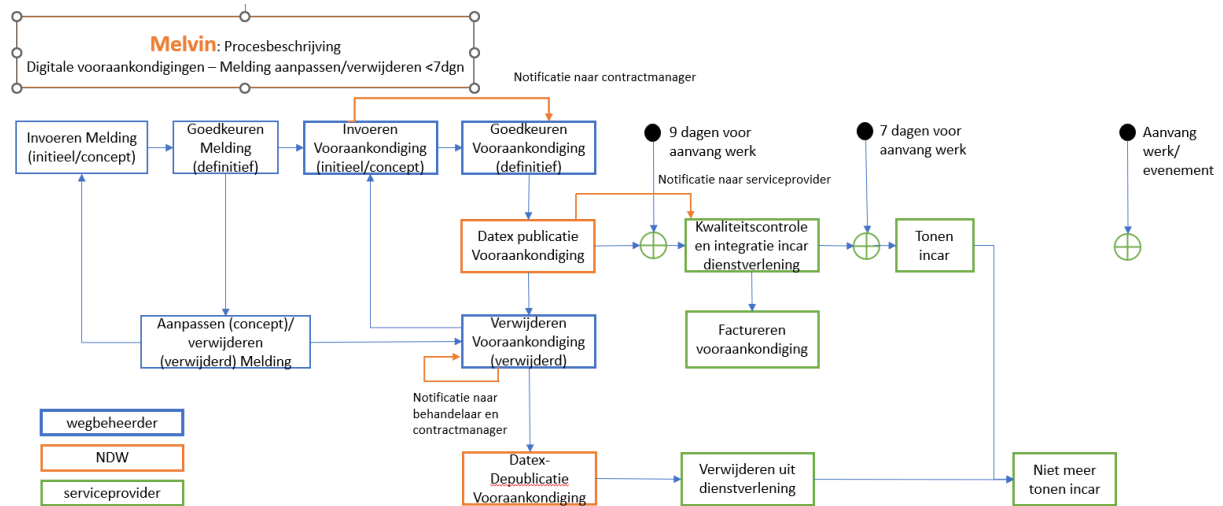 Melvin: Procesbeschrijving
Digitale vooraankondigingen – Melding aanpassen/verwijderen <7dgn
Notificatie naar contractmanager
Invoeren Melding
(initieel/concept)
Goedkeuren
Melding
(definitief)
Invoeren
Vooraankondiging
(initieel/concept)
Goedkeuren
Vooraankondiging
(definitief)
9 dagen voor
aanvang werk
7 dagen voor
aanvang werk
Aanvang
werk/
evenement
Notificatie naar serviceprovider
Datex publicatie
Vooraankondiging
Kwaliteitscontrole
en integratie incar
dienstverlening
Tonen
incar
Aanpassen (concept)/
verwijderen
(verwijderd) Melding
Verwijderen
Vooraankondiging
(verwijderd)
Factureren
vooraankondiging
Notificatie naar
behandelaar en
contractmanager
wegbeheerder
NDW
serviceprovider
Datex-
Depublicatie
Vooraankondiging
Verwijderen uit
dienstverlening
Niet meer
tonen incar